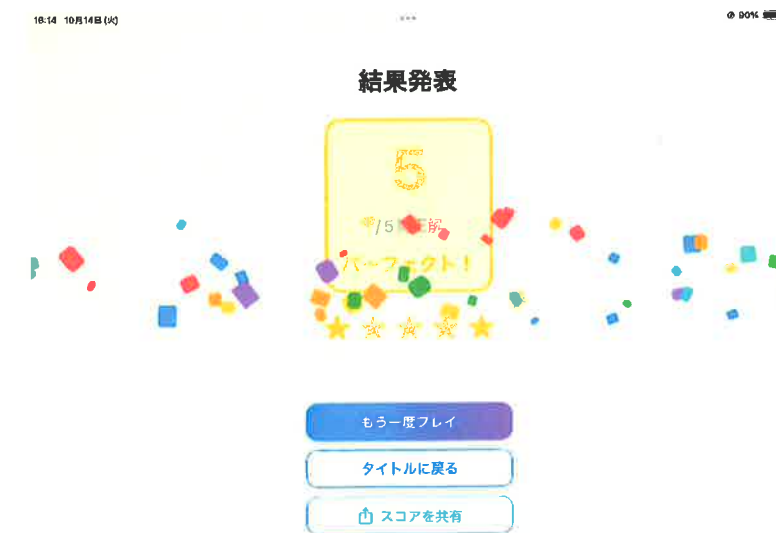 16:14 10月14日(火)
90%
結果発表
5
/5
パーフェクト!
もう一度プレイ
タイトルに戻る
スコアを共有